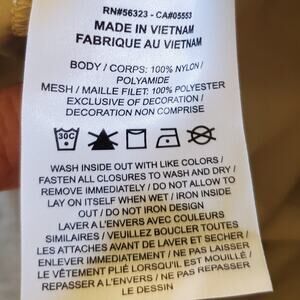 RN#56323 - CA#05553
MADE IN VIETNAM
FABRIQUE AU VIETNAM
BODY / CORPS: 100% NYLON /
POLYAMIDE
MESH / MAILLE FILET: 100% POLYESTER
EXCLUSIVE OF DECORATION /
DECORATION NON COMPRISE
30C
WASH INSIDE OUT WITH LIKE COLORS /
FASTEN ALL CLOSURES TO WASH AND DRY /
REMOVE IMMEDIATELY / DO NOT ALLOW TO
LAY ON ITSELF WHEN WET / IRON INSIDE
OUT / DO NOT IRON DESIGN
LAVER A L'ENVERS AVEC COULEURS
SIMILAIRES / VEUILLEZ BOUCLER TOUTES
LES ATTACHES AVANT DE LAVER ET SECHER /
ENLEVER IMMEDIATEMENT / NE PAS LAISSER
LE VÊTEMENT PLIÉ LORSQU'IL EST MOUILLÉ /
REPASSER A L'ENVERS / NE PAS REPASSER
LE DESSIN